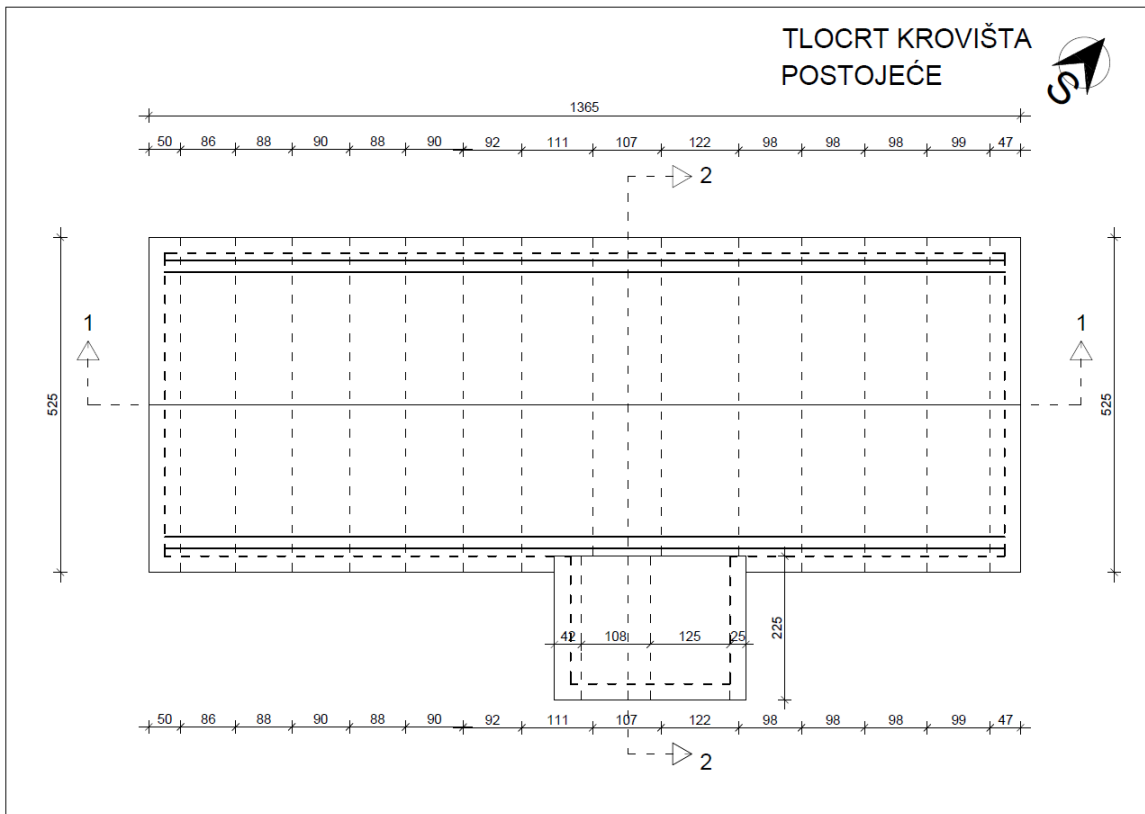 TLOCRT KROVIŠTA
POSTOJEĆE
S
1365
50 86 88 90 88 90 92 111 107 122 98 98 98 99 47
2
1 1
525 525
42 108 125 25 225
50 86 88 90 88 90 92 111 107 122 98 98 98 99 47
2